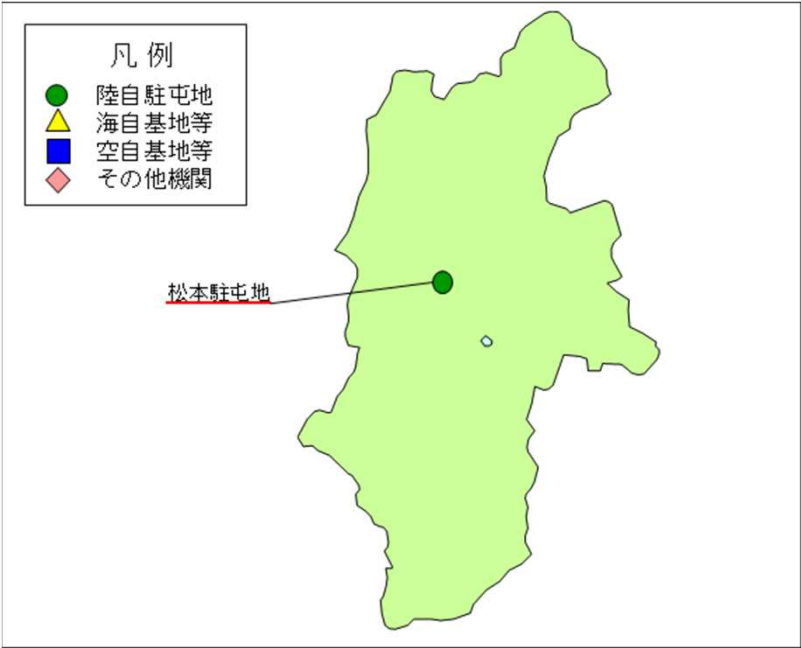 凡例
陸自駐屯地
海自基地等
空自基地等
その他機関
松本駐屯地